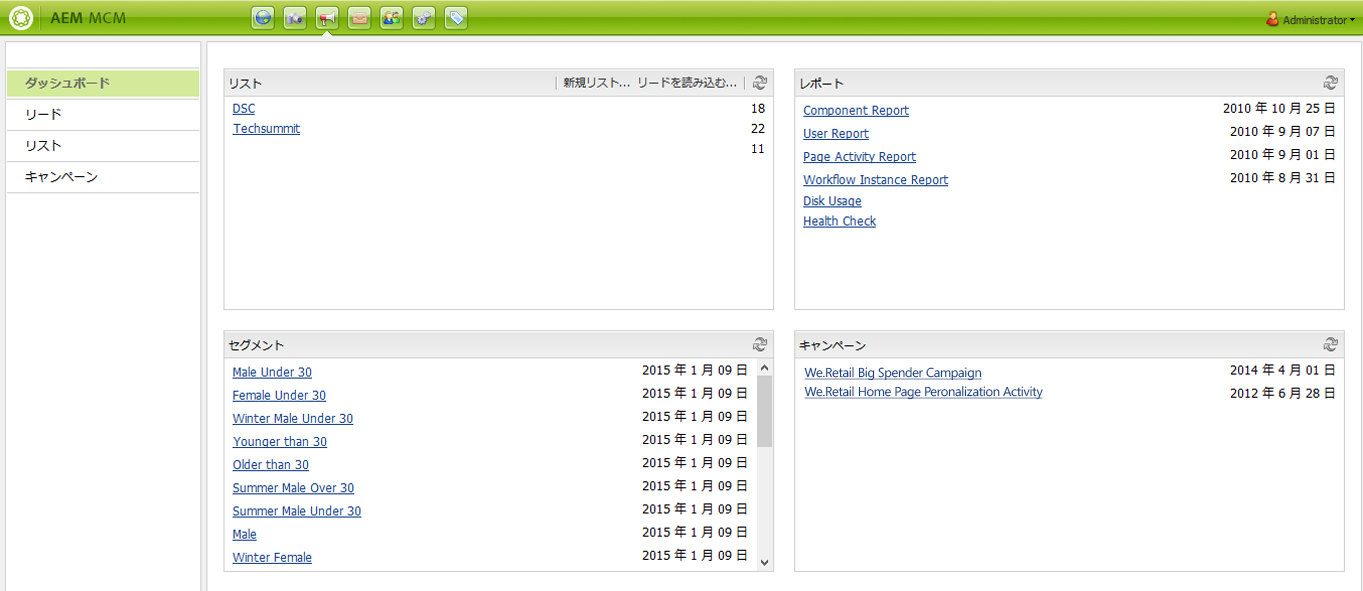 AEM MCM
Administrator
ダッシュボード
リード
リスト
キャンペーン
リスト 新規リスト... リードを読み込む...
DSC 18
Techsummit 22
11
レポート
Component Report 2010 年 10 月 25 日
User Report 2010 年 9 月 07 日
Page Activity Report 2010 年 9 月 01 日
Workflow Instance Report 2010 年 8 月 31 日
Disk Usage
Health Check
セグメント
Male Under 30 2015 年 1 月 09 日
Female Under 30 2015 年 1 月 09 日
Winter Male Under 30 2015 年 1 月 09 日
Younger than 30 2015 年 1 月 09 日
Older than 30 2015 年 1 月 09 日
Summer Male Over 30 2015 年 1 月 09 日
Summer Male Under 30 2015 年 1 月 09 日
Male 2015 年 1 月 09 日
Winter Female 2015 年 1 月 09 日
キャンペーン
We.Retail Big Spender Campaign 2014 年 4 月 01 日
We.Retail Home Page Peronalization Activity 2012 年 6 月 28 日